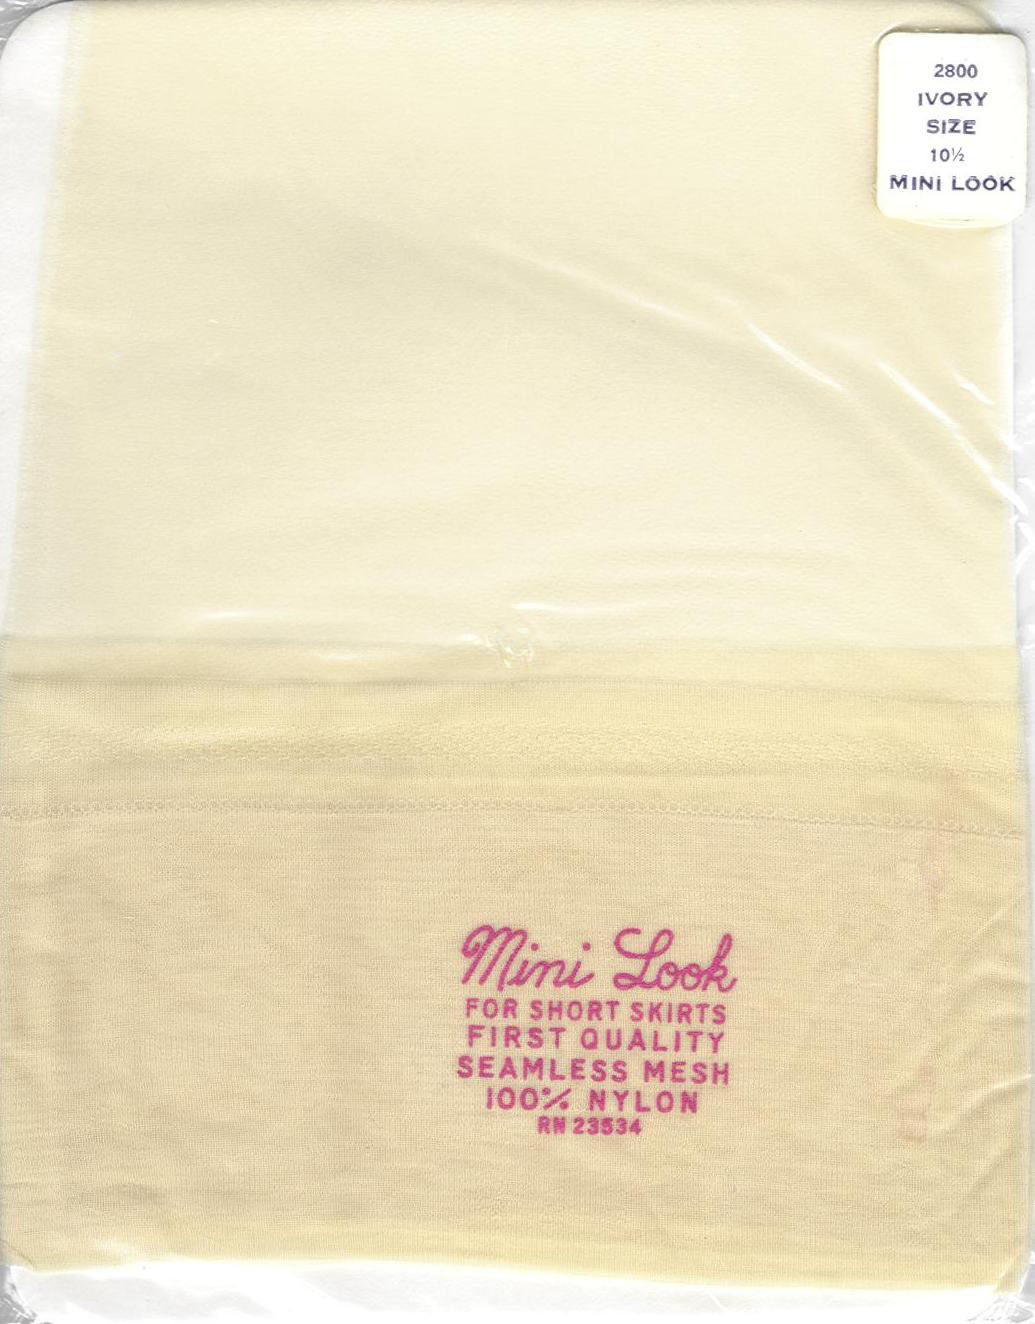 2800
IVORY
SIZE
10½
MINI LOOK
Mini Look
FOR SHORT SKIRTS
FIRST QUALITY
SEAMLESS MESH
100% NYLON
RN 23534